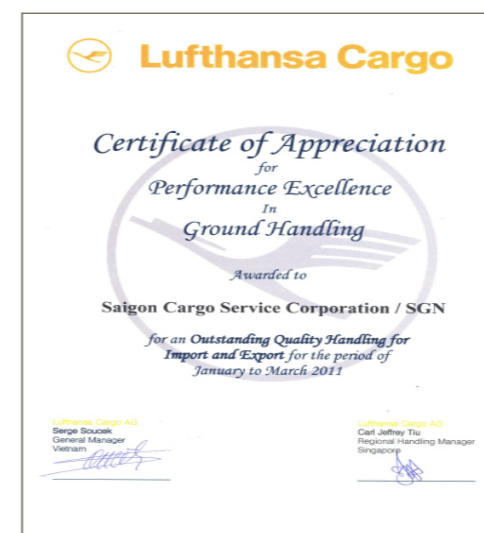 Lufthansa Cargo
Certificate of Appreciation
for
Performance Excellence
In
Ground Handling
Awarded to
Saigon Cargo Service Corporation / SGN
for an Outstanding Quality Handling for
Import and Export for the period of
January to March 2011
Lufthansa Cargo AG
Serge Soucek
General Manager
Vietnam
Lufthansa Cargo AG
Carl Jeffrey Tiu
Regional Handling Manager
Singapore